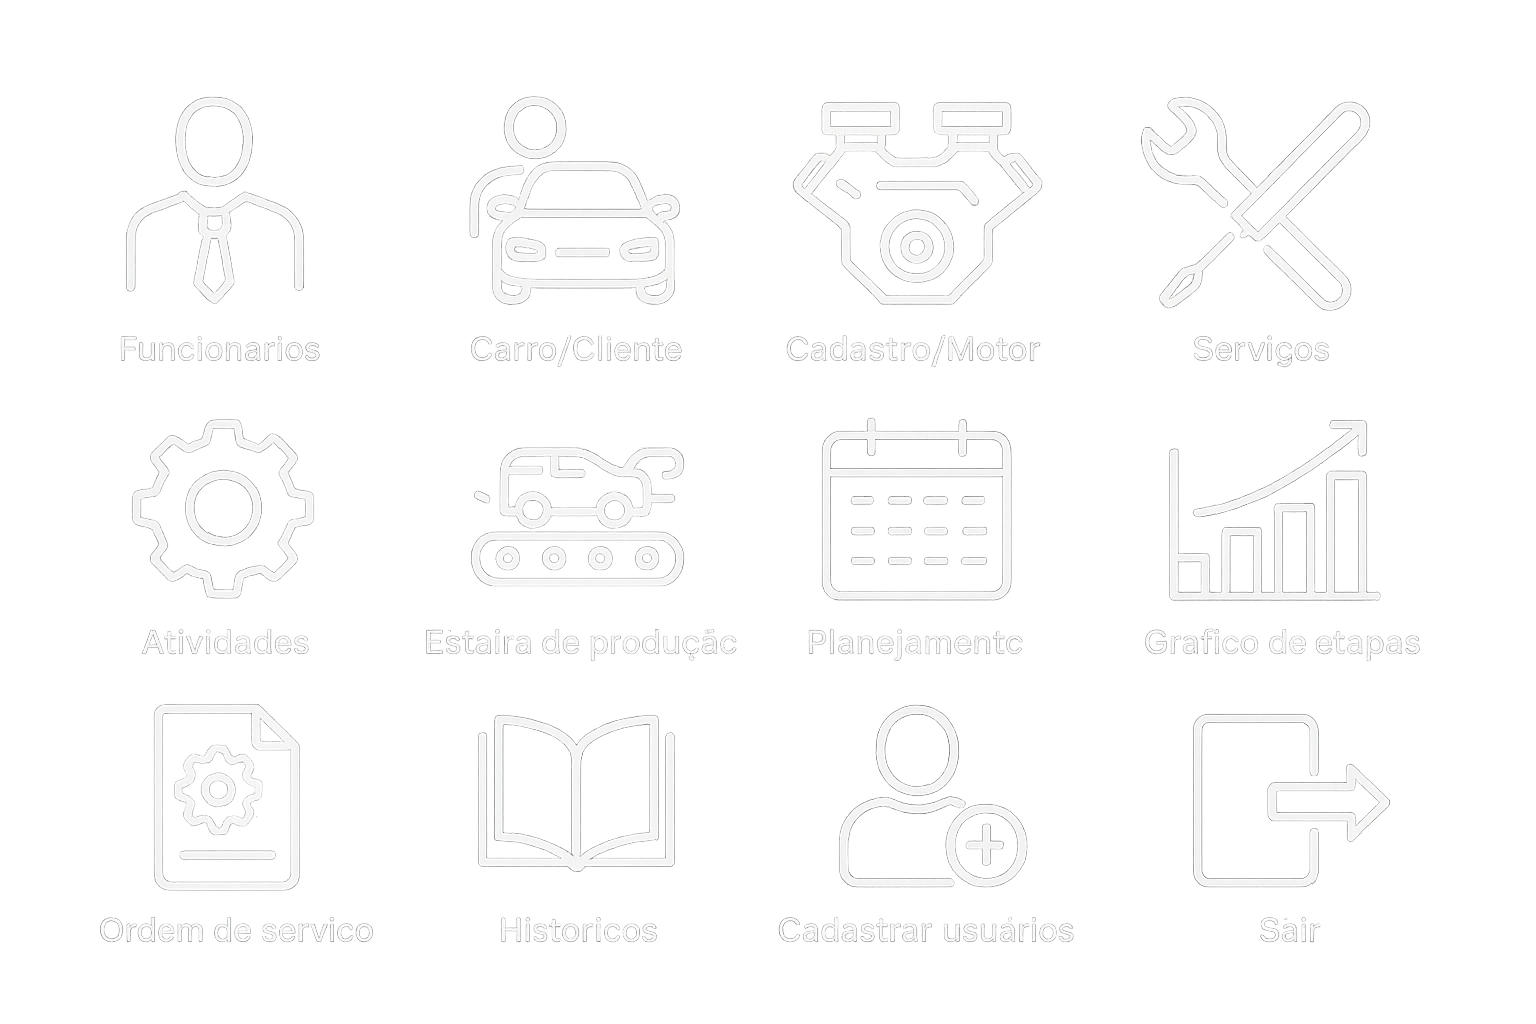 Funcionarios
Carro/Cliente
Cadastro/Motor
Serviços
Atividades
Estaira de produçãc
Planejamentc
Grafico de etapas
Ordem de servico
Historicos
Cadastrar usuários
Sair